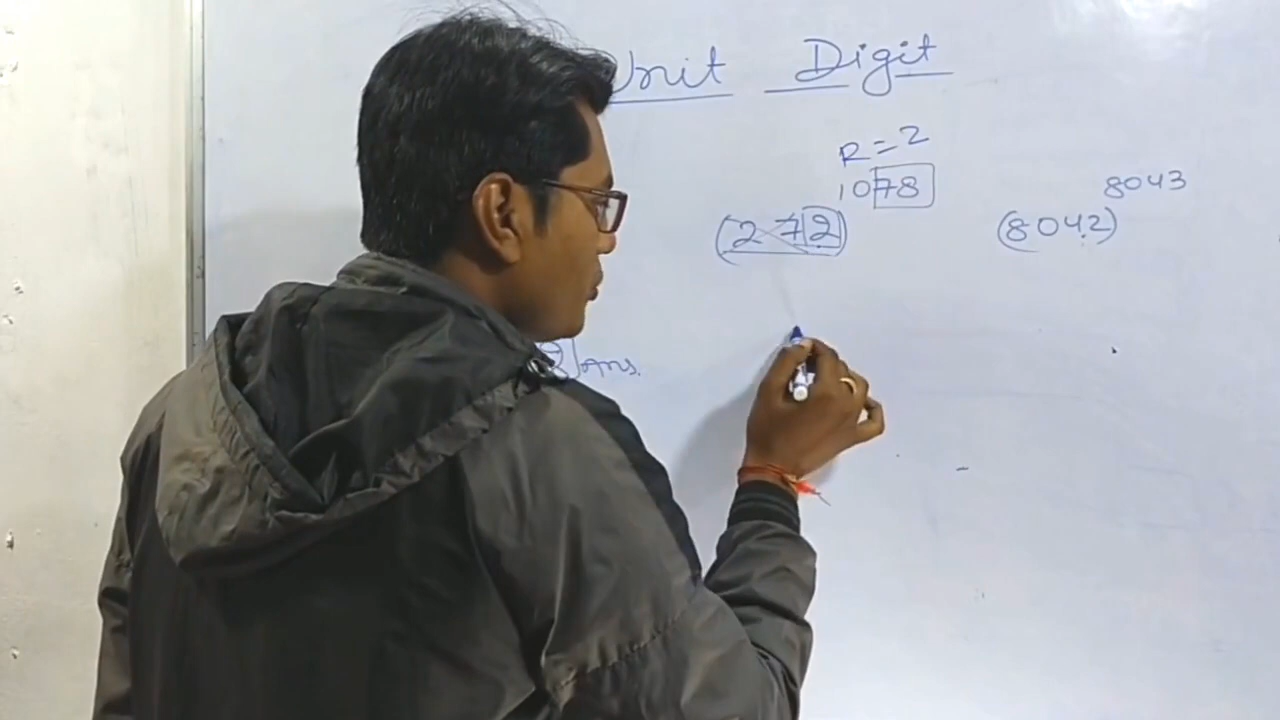 Unit Digit
R = 2
1078
(272)
8043
(8042)
Ans.